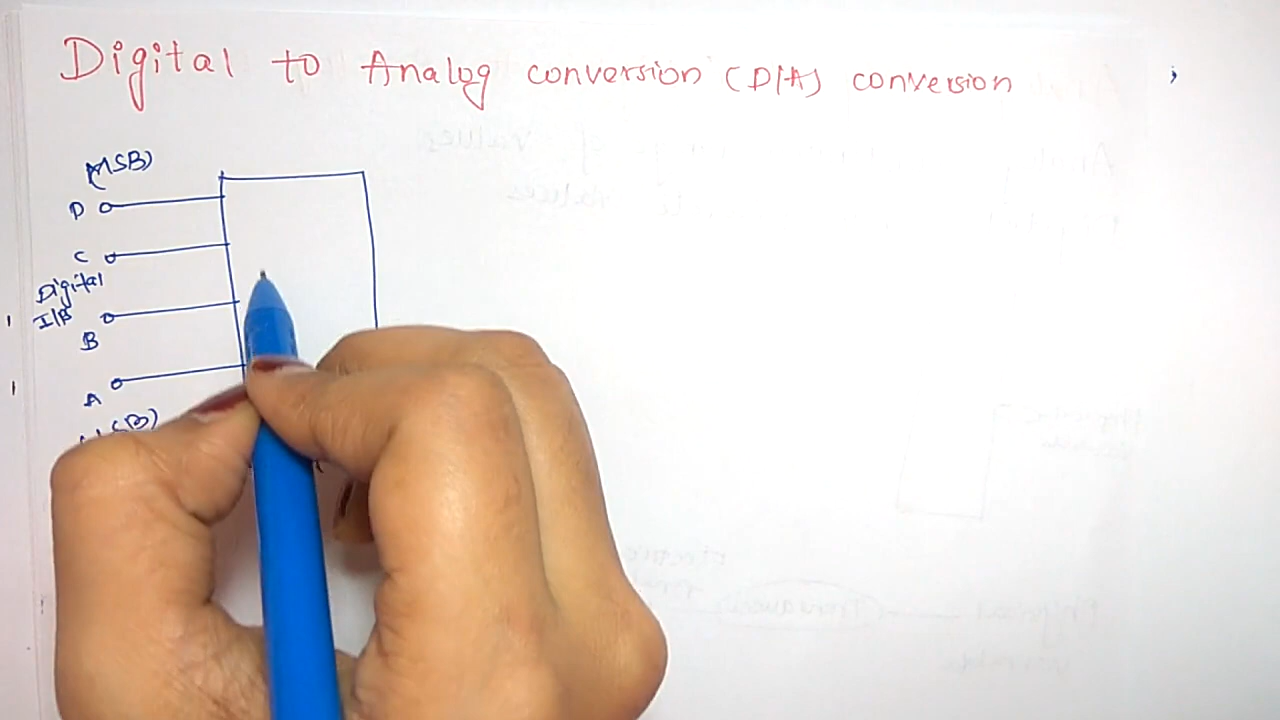 Digital to Analog conversion (D/A) conversion
(MSB)
D
C
Digital
I/P
B
A